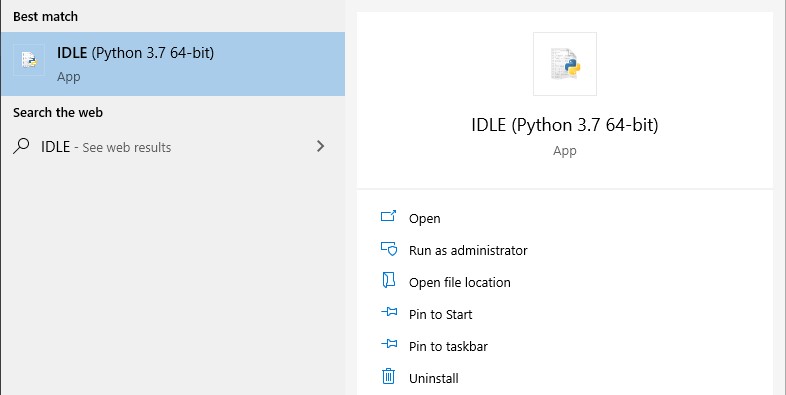 Best match
IDLE (Python 3.7 64-bit)
App
Search the web
IDLE - See web results
IDLE (Python 3.7 64-bit)
App
Open
Run as administrator
Open file location
Pin to Start
Pin to taskbar
Uninstall